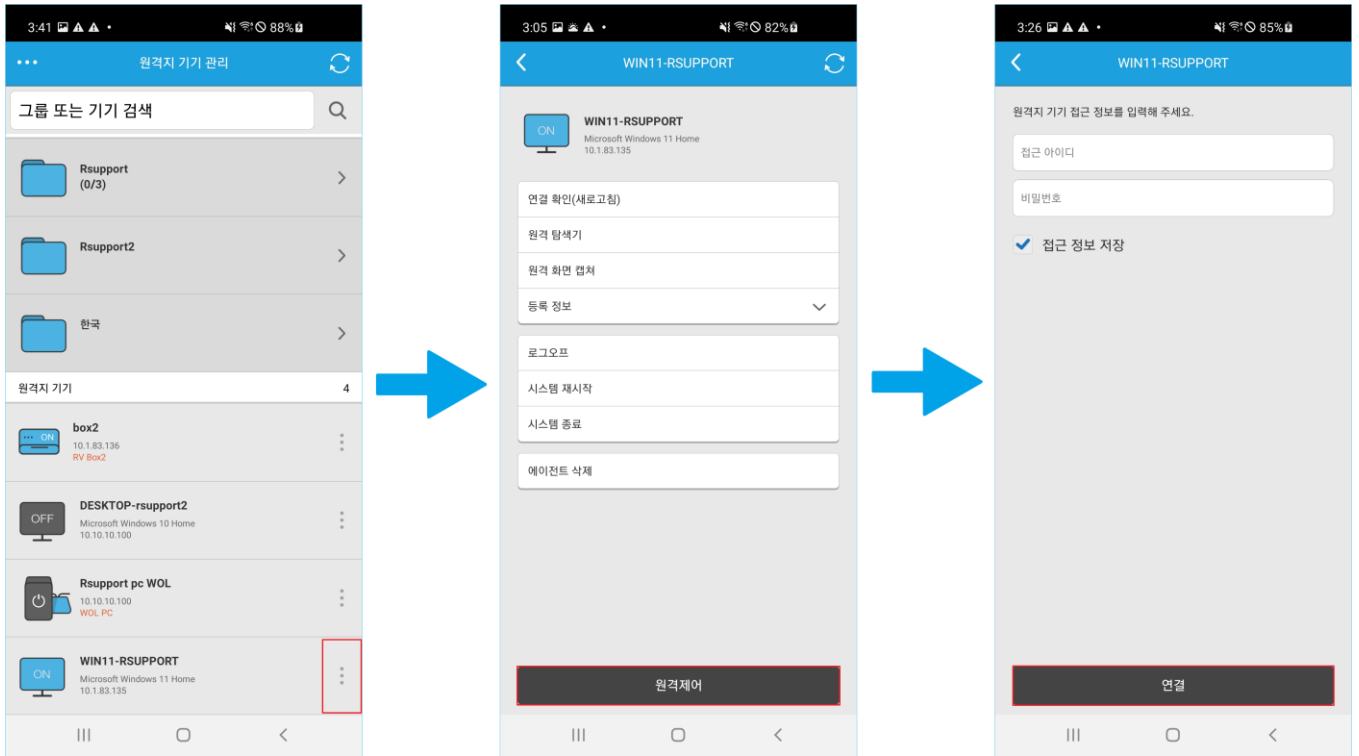 3:41
88%
원격지 기기 관리
그룹 또는 기기 검색
Rsupport
(0/3)
Rsupport2
한국
원격지 기기 4
ON
box2
10.1.83.136
RV Box2
OFF
DESKTOP-rsupport2
Microsoft Windows 10 Home
10.10.10.100
Rsupport pc WOL
10.10.10.100
WOL PC
ON
WIN11-RSUPPORT
Microsoft Windows 11 Home
10.1.83.135
3:05
82%
WIN11-RSUPPORT
ON
WIN11-RSUPPORT
Microsoft Windows 11 Home
10.1.83.135
연결 확인(새로고침)
원격 탐색기
원격 화면 캡쳐
등록 정보
로그오프
시스템 재시작
시스템 종료
에이전트 삭제
원격제어
3:26
85%
WIN11-RSUPPORT
원격지 기기 접근 정보를 입력해 주세요.
접근 아이디
비밀번호
접근 정보 저장
연결